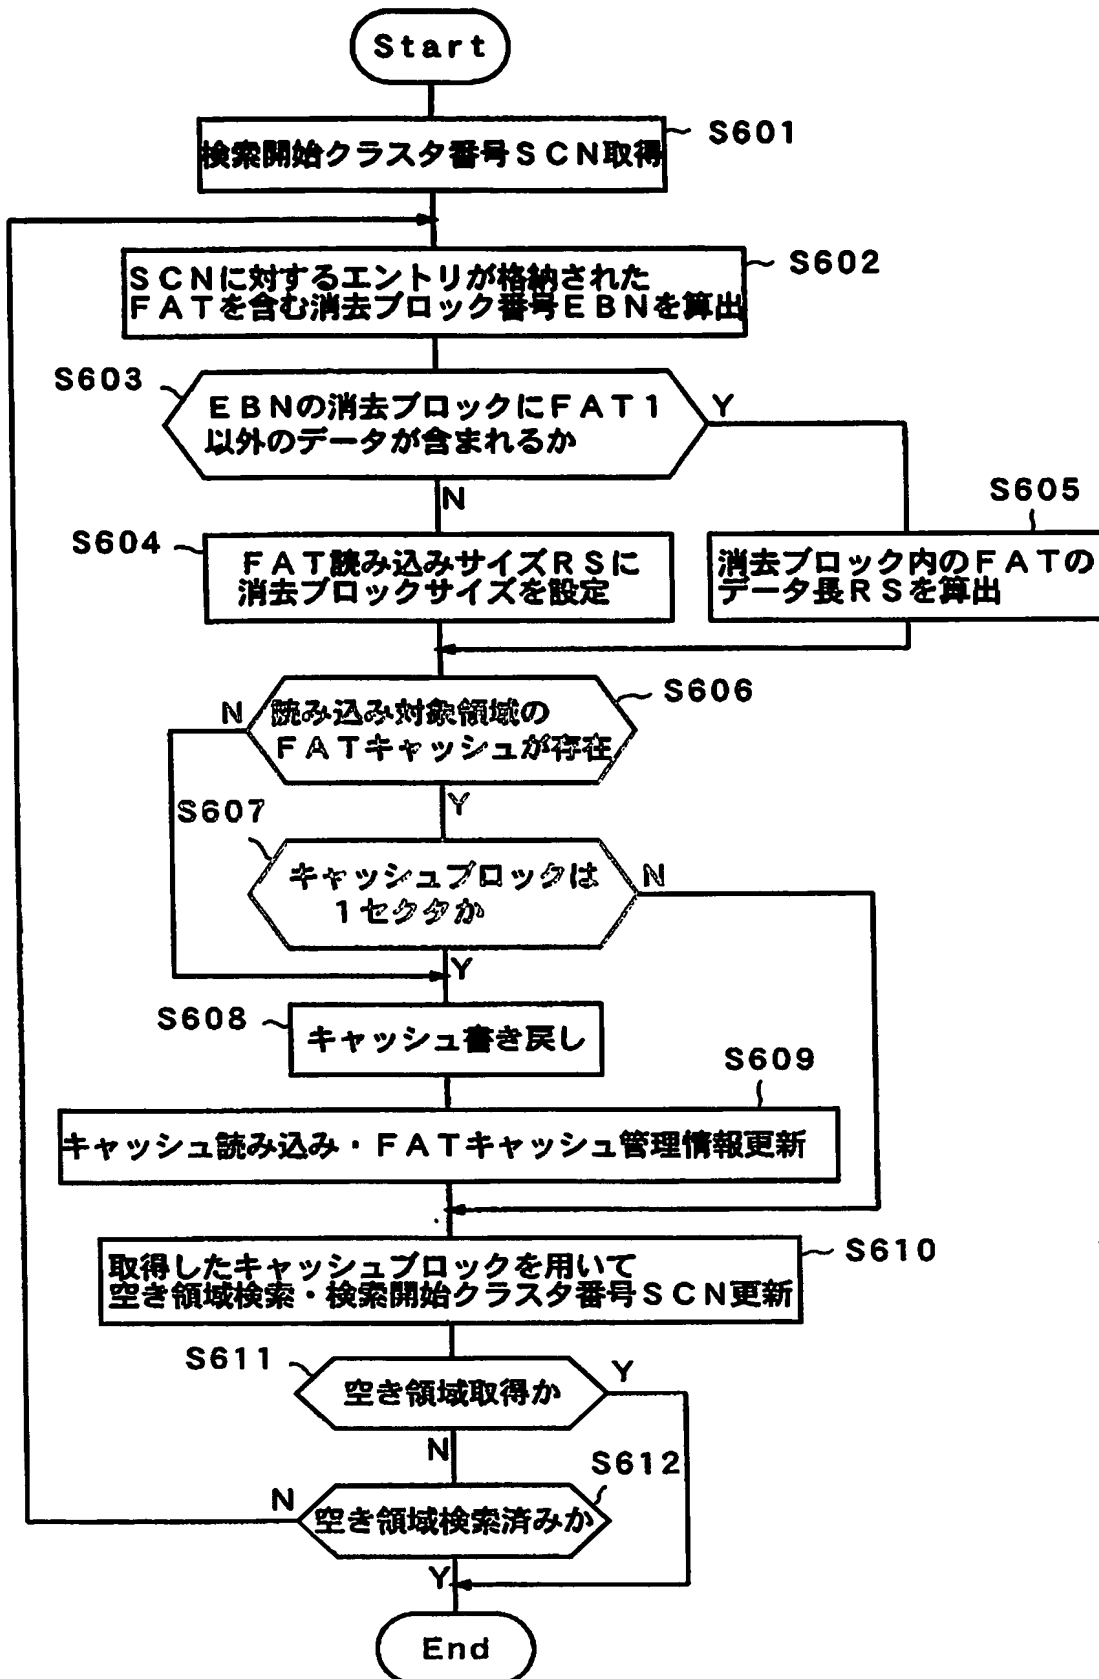 Start
S601
検索開始クラスタ番号SCN取得
S602
SCNに対するエントリが格納された
FATを含む消去ブロック番号EBNを算出
S603
EBNの消去ブロックにFAT1
以外のデータが含まれるか
Y
N
S604
FAT読み込みサイズRSに
消去ブロックサイズを設定
S605
消去ブロック内のFATの
データ長RSを算出
S606
N
読み込み対象領域の
FATキャッシュが存在
Y
S607
キャッシュブロックは
1セクタか
N
Y
S608
キャッシュ書き戻し
S609
キャッシュ読み込み・FATキャッシュ管理情報更新
S610
取得したキャッシュブロックを用いて
空き領域検索・検索開始クラスタ番号SCN更新
S611
空き領域取得か
Y
N
S612
N
空き領域検索済みか
Y
End